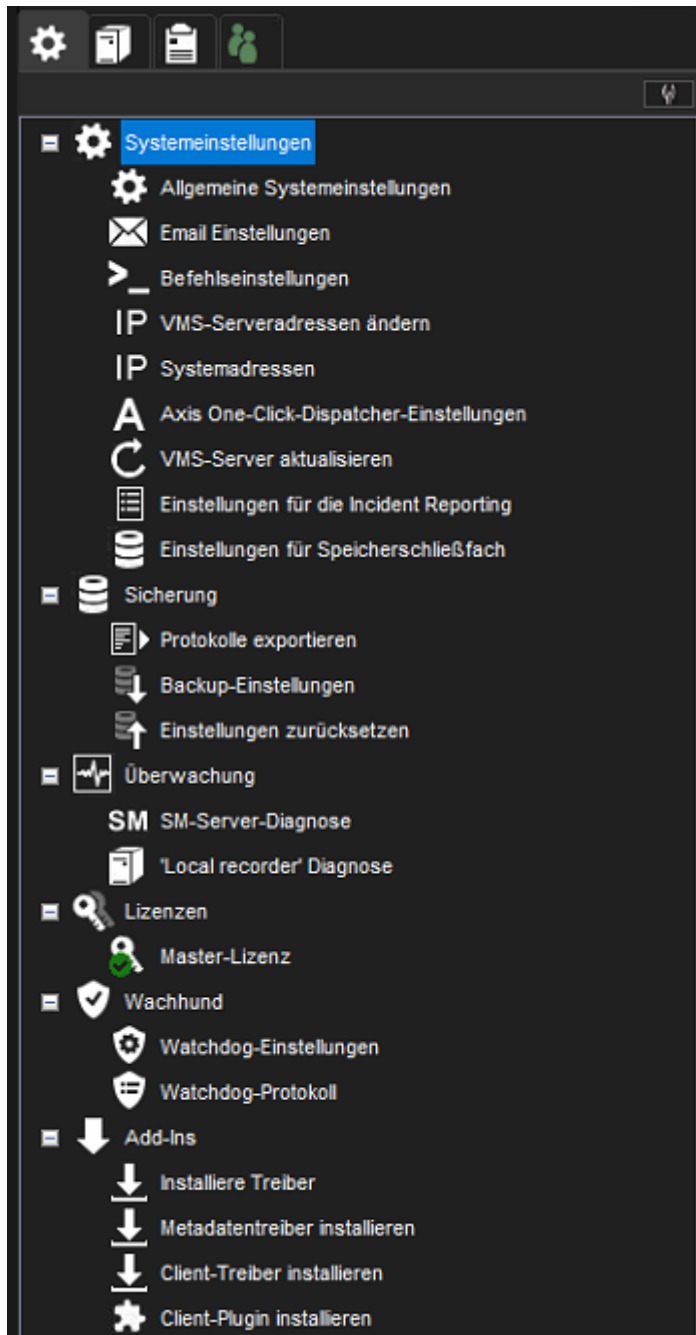 Systemeinstellungen
Allgemeine Systemeinstellungen
Email Einstellungen
>_ Befehlseinstellungen
IP VMS-Serveradressen ändern
IP Systemadressen
A Axis One-Click-Dispatcher-Einstellungen
VMS-Server aktualisieren
Einstellungen für die Incident Reporting
Einstellungen für Speicherschließfach
Sicherung
Protokolle exportieren
Backup-Einstellungen
Einstellungen zurücksetzen
Überwachung
SM SM-Server-Diagnose
'Local recorder' Diagnose
Lizenzen
Master-Lizenz
Wachhund
Watchdog-Einstellungen
Watchdog-Protokoll
Add-Ins
Installiere Treiber
Metadatentreiber installieren
Client-Treiber installieren
Client-Plugin installieren